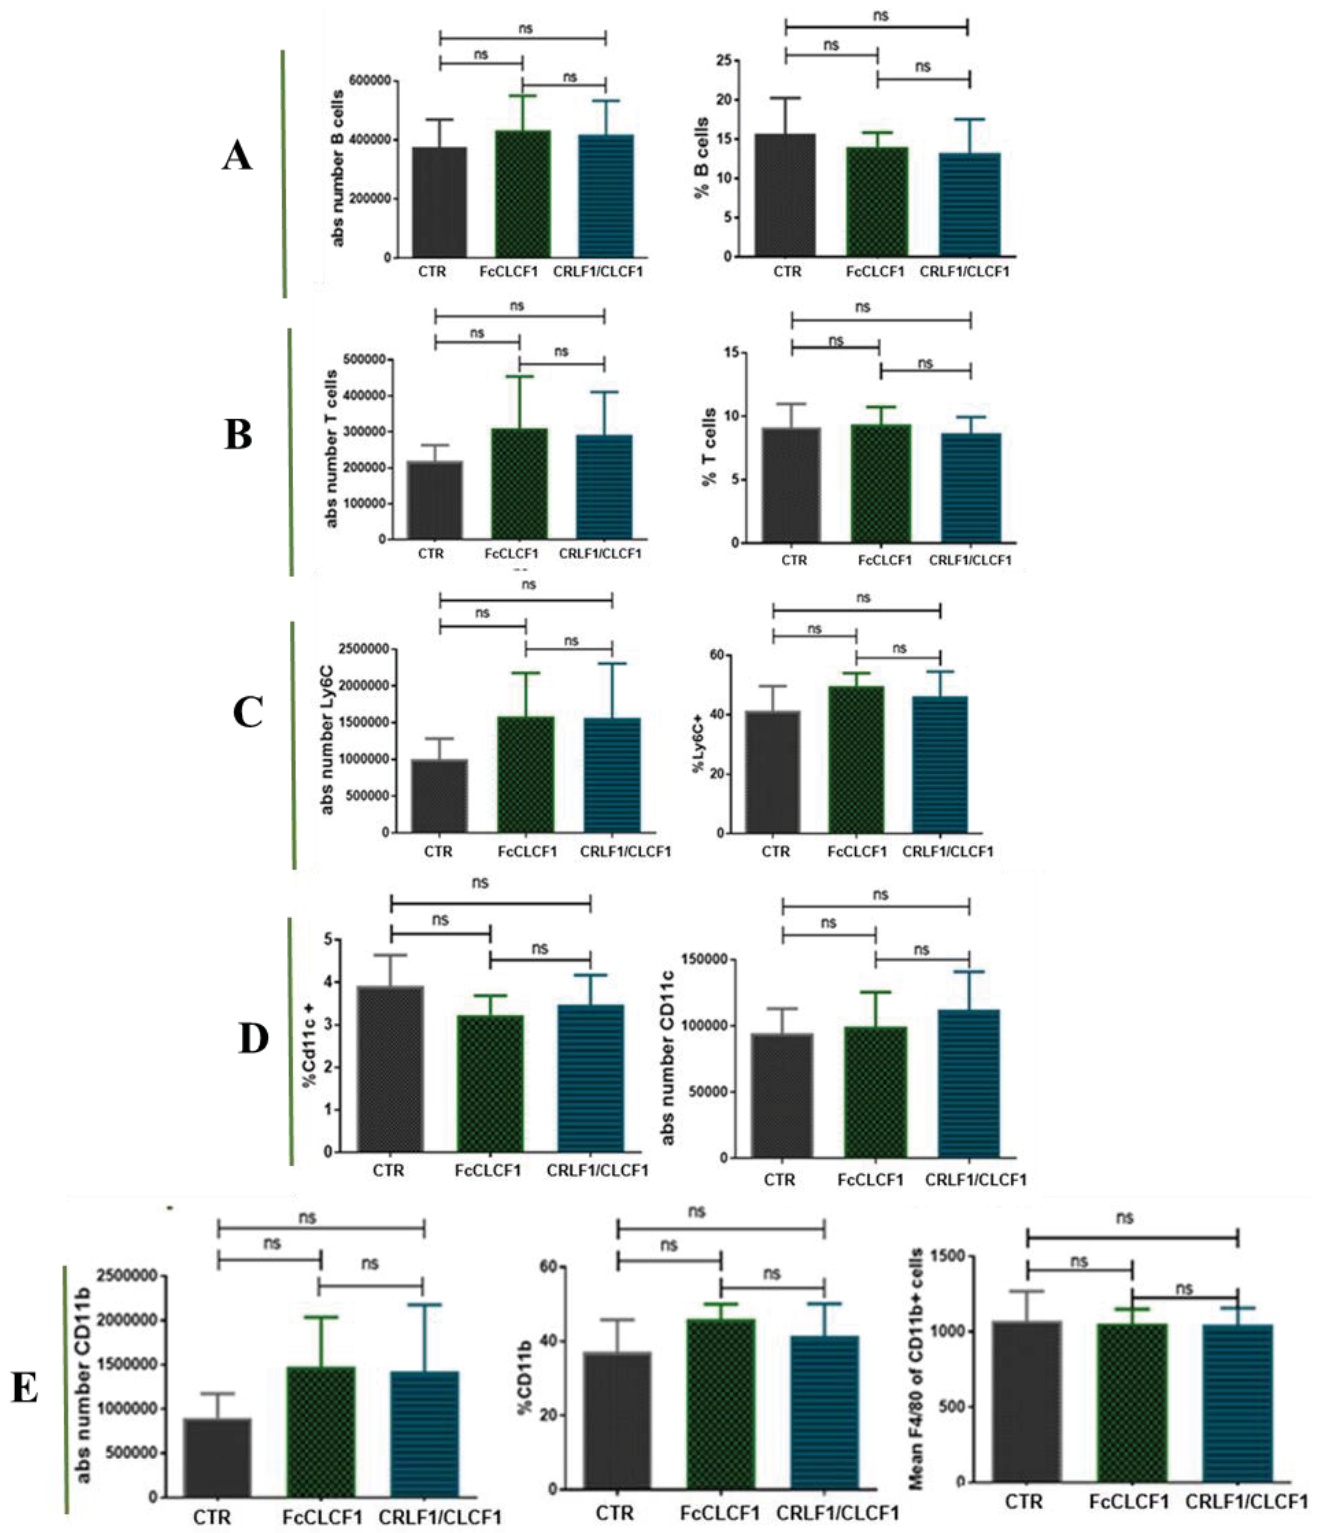 A
abs number B cells
600000
400000
200000
0
ns
ns
ns
CTR FcCLCF1 CRLF1/CLCF1
% B cells
25
20
15
10
5
0
ns
ns
ns
CTR FcCLCF1 CRLF1/CLCF1
B
abs number T cells
500000
400000
300000
200000
100000
0
ns
ns
ns
CTR FcCLCF1 CRLF1/CLCF1
% T cells
15
10
5
0
ns
ns
ns
CTR FcCLCF1 CRLF1/CLCF1
C
abs number Ly6C
2500000
2000000
1500000
1000000
500000
0
ns
ns
ns
CTR FcCLCF1 CRLF1/CLCF1
%Ly6C+
60
40
20
0
ns
ns
ns
CTR FcCLCF1 CRLF1/CLCF1
D
%Cd11c +
5
4
3
2
1
0
ns
ns
ns
CTR FcCLCF1 CRLF1/CLCF1
abs number CD11c
150000
100000
50000
0
ns
ns
ns
CTR FcCLCF1 CRLF1/CLCF1
E
abs number CD11b
2500000
2000000
1500000
1000000
500000
0
ns
ns
ns
CTR FcCLCF1 CRLF1/CLCF1
%CD11b
60
40
20
0
ns
ns
ns
CTR FcCLCF1 CRLF1/CLCF1
Mean F4/80 of CD11b+ cells
1500
1000
500
0
ns
ns
ns
CTR FcCLCF1 CRLF1/CLCF1